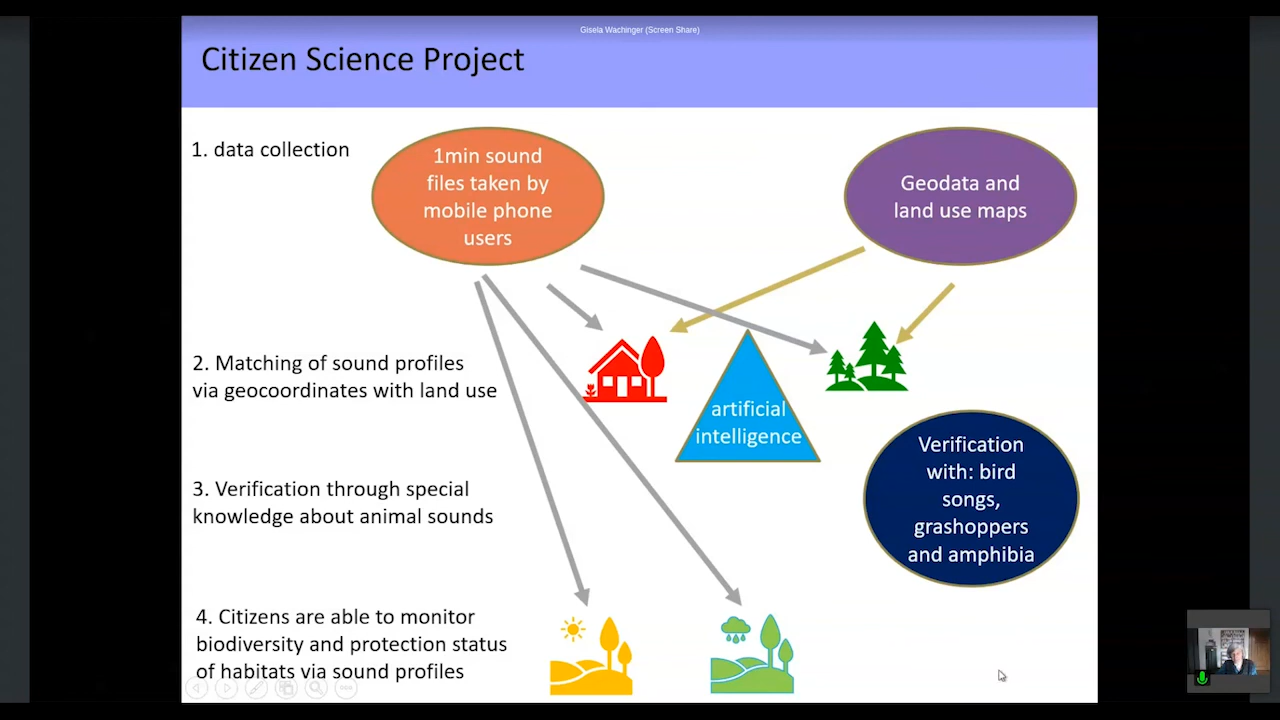 Gisela Wachinger (Screen Share)
Citizen Science Project
1. data collection
1min sound
files taken by
mobile phone
users
Geodata and
land use maps
2. Matching of sound profiles
via geocoordinates with land use
artificial
intelligence
Verification
with: bird
songs,
grashoppers
and amphibia
3. Verification through special
knowledge about animal sounds
4. Citizens are able to monitor
biodiversity and protection status
of habitats via sound profiles